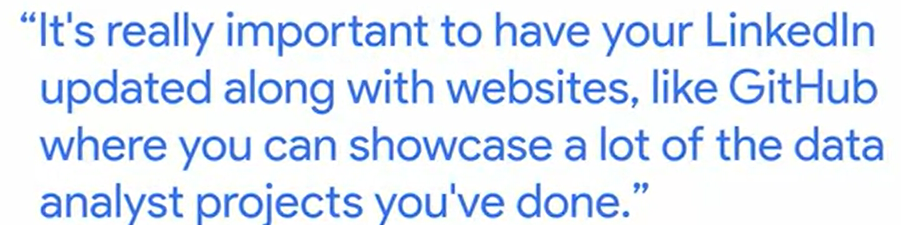 “It's really important to have your LinkedIn
updated along with websites, like GitHub
where you can showcase a lot of the data
analyst projects you've done.”